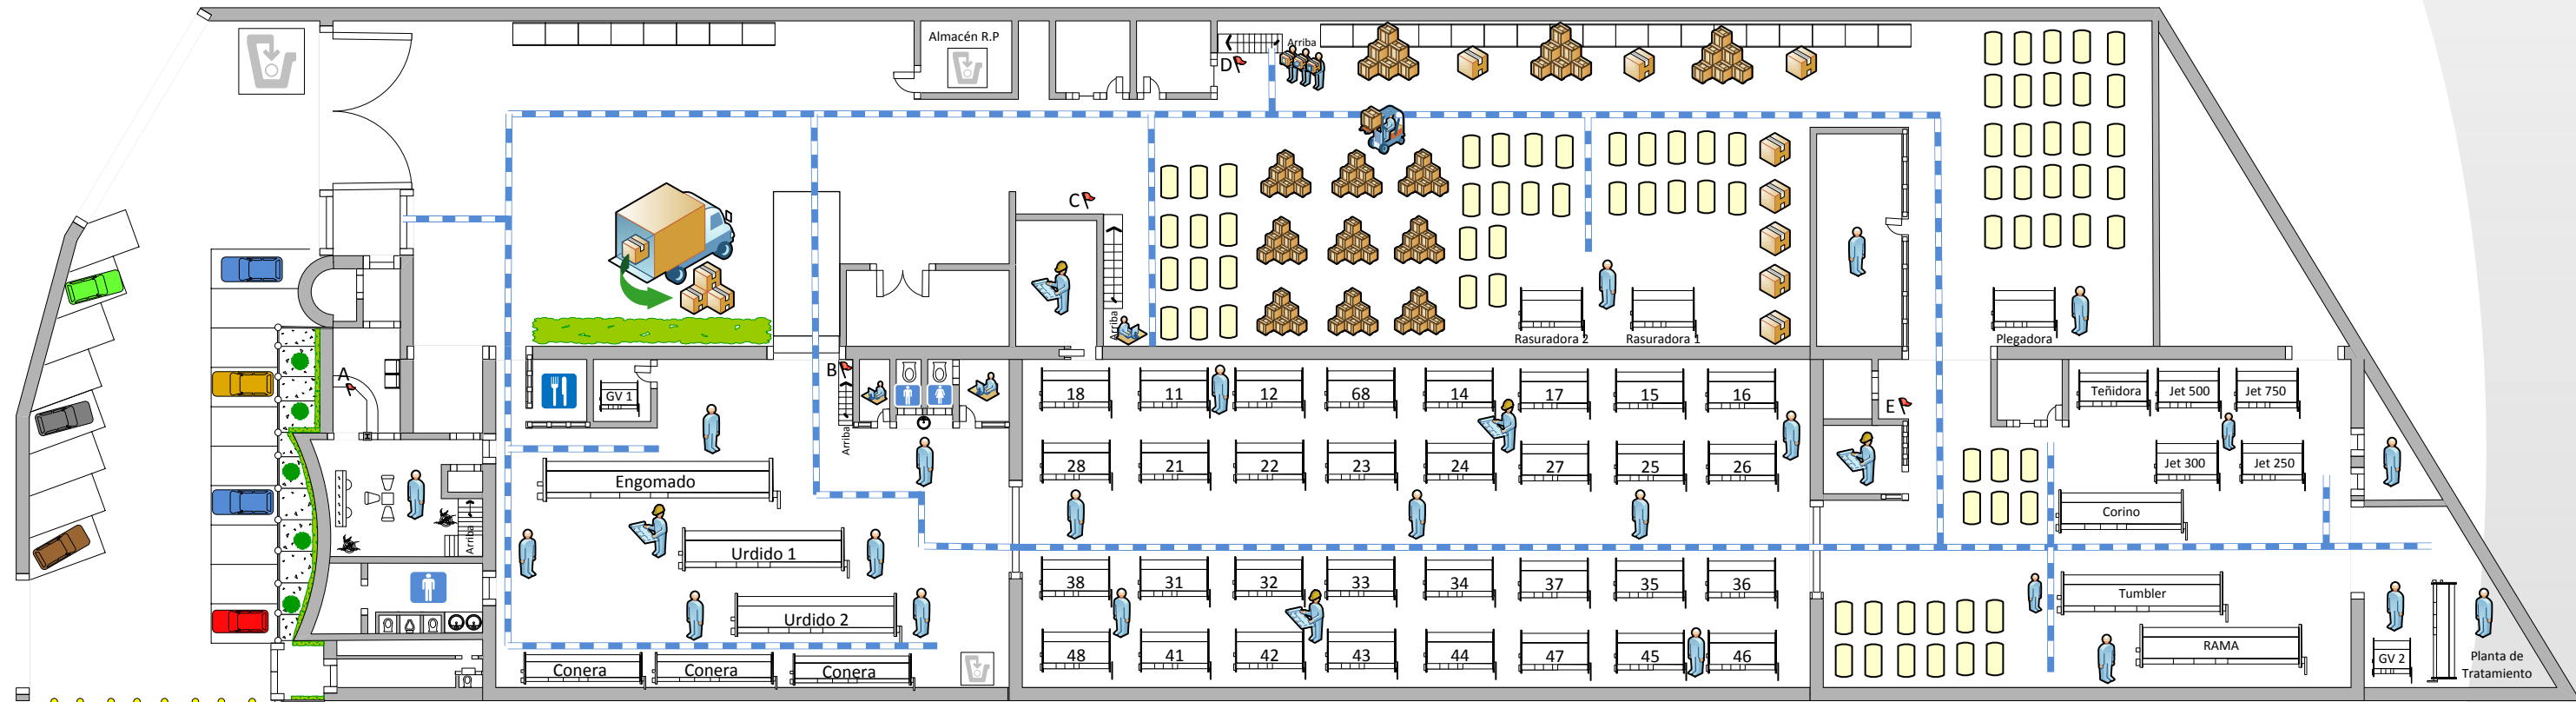 Almacén R.P
Arriba
D
C
Arriba
Rasuradora 2
Rasuradora 1
Plegadora
A
B
E
GV 1
Arriba
Arriba
Engomado
Urdido 1
Urdido 2
Conera
Conera
Conera
18
11
12
68
14
17
15
16
28
21
22
23
24
27
25
26
38
31
32
33
34
37
35
36
48
41
42
43
44
47
45
46
Teñidora
Jet 500
Jet 750
Jet 300
Jet 250
Corino
Tumbler
RAMA
GV 2
Planta de
Tratamiento